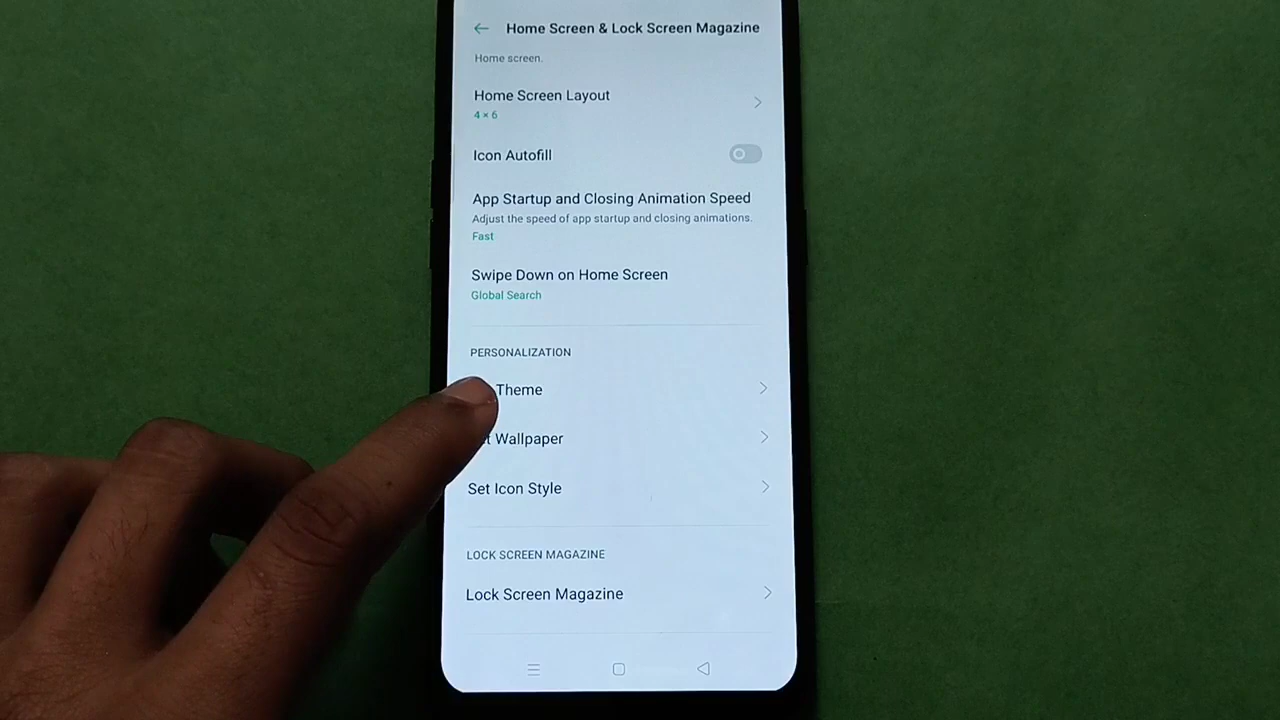 Home Screen & Lock Screen Magazine
Home screen.
Home Screen Layout
4 × 6
Icon Autofill
App Startup and Closing Animation Speed
Adjust the speed of app startup and closing animations.
Fast
Swipe Down on Home Screen
Global Search
PERSONALIZATION
Theme
Wallpaper
Set Icon Style
LOCK SCREEN MAGAZINE
Lock Screen Magazine